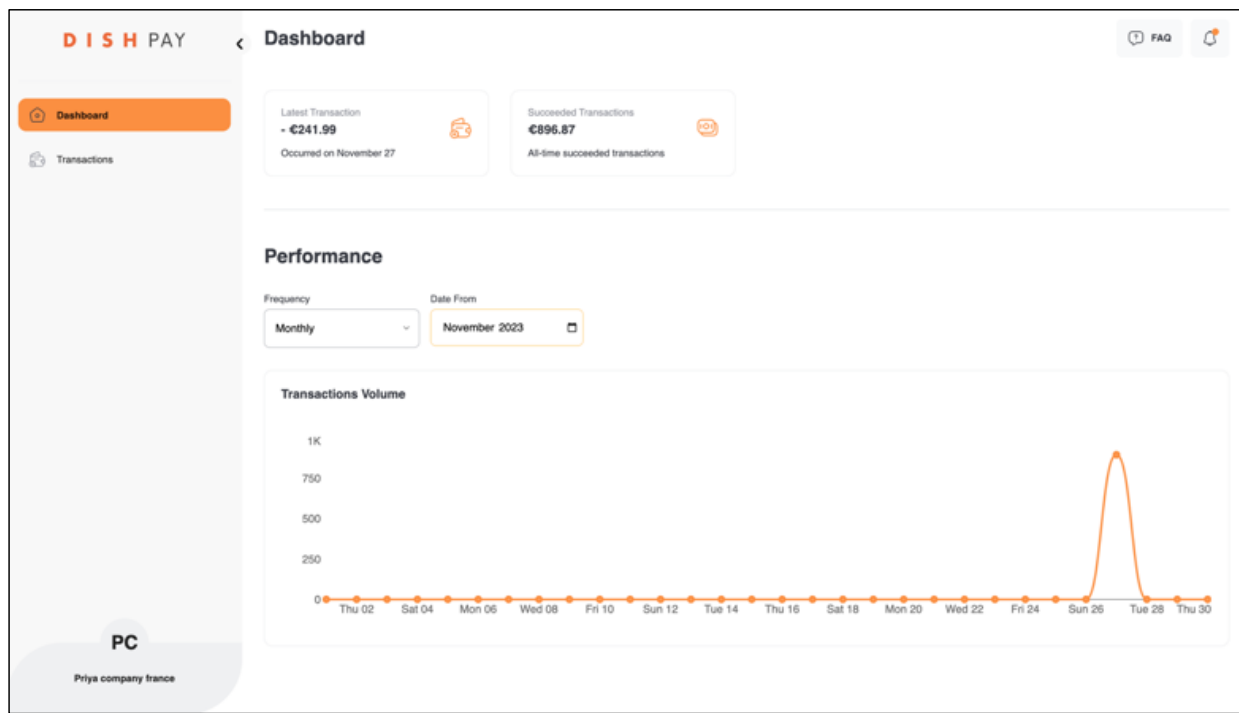 DISH PAY
Dashboard
FAQ
Dashboard
Transactions
Latest Transaction
- €241.99
Occurred on November 27
Succeeded Transactions
€896.87
All-time succeeded transactions
Performance
Frequency
Date From
Monthly
November 2023
Transactions Volume
1K
750
500
250
0
Thu 02 Sat 04 Mon 06 Wed 08 Fri 10 Sun 12 Tue 14 Thu 16 Sat 18 Mon 20 Wed 22 Fri 24 Sun 26 Tue 28 Thu 30
PC
Priya company france